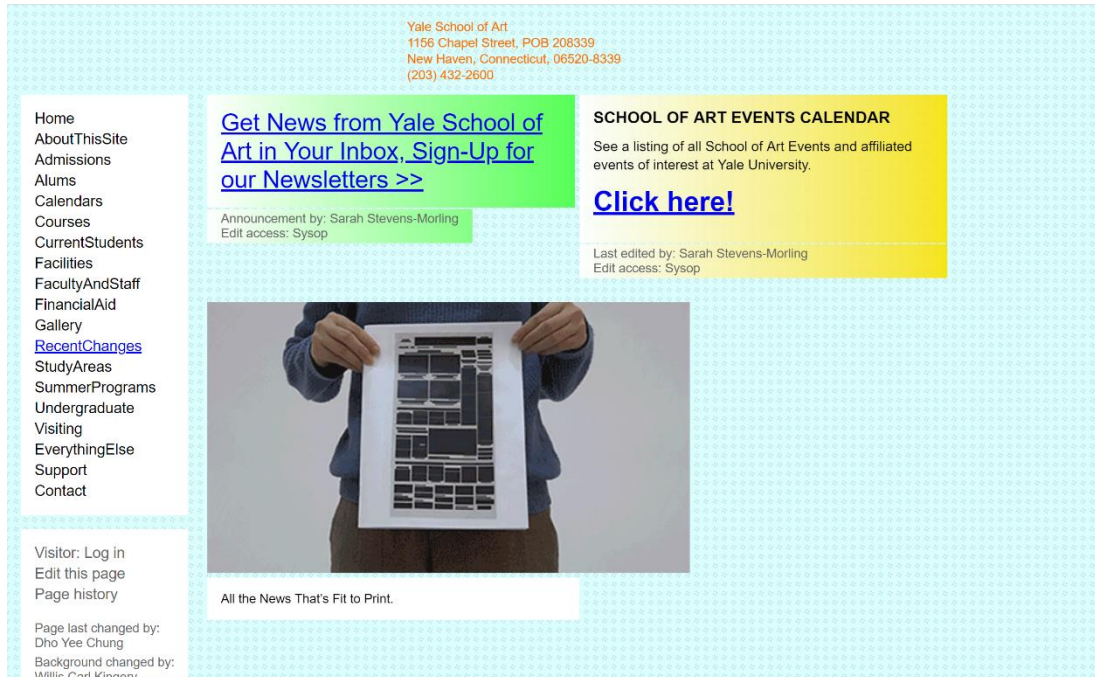 Yale School of Art
1156 Chapel Street, POB 208339
New Haven, Connecticut, 06520-8339
(203) 432-2600
Home
AboutThisSite
Admissions
Alums
Calendars
Courses
CurrentStudents
Facilities
FacultyAndStaff
FinancialAid
Gallery
RecentChanges
StudyAreas
SummerPrograms
Undergraduate
Visiting
EverythingElse
Support
Contact
Visitor: Log in
Edit this page
Page history
Page last changed by:
Dho Yee Chung
Background changed by:
Willis Carl Kingery
Get News from Yale School of
Art in Your Inbox, Sign-Up for
our Newsletters >>
Announcement by: Sarah Stevens-Morling
Edit access: Sysop
SCHOOL OF ART EVENTS CALENDAR
See a listing of all School of Art Events and affiliated
events of interest at Yale University.
Click here!
Last edited by: Sarah Stevens-Morling
Edit access: Sysop
All the News That's Fit to Print.